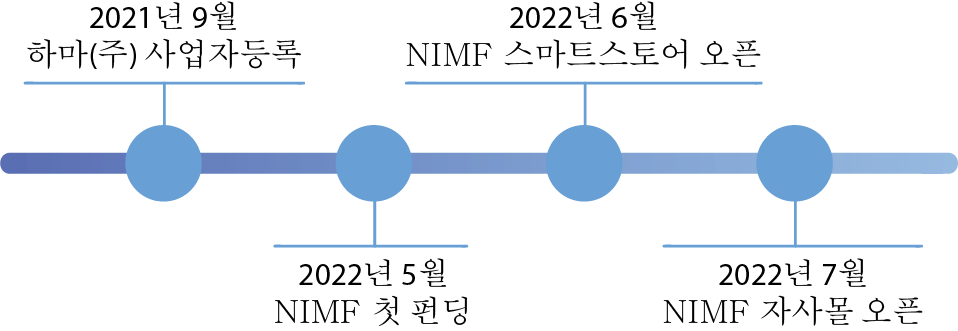 2021년 9월
하마(주) 사업자등록
2022년 6월
NIMF 스마트스토어 오픈
2022년 5월
NIMF 첫 펀딩
2022년 7월
NIMF 자사몰 오픈